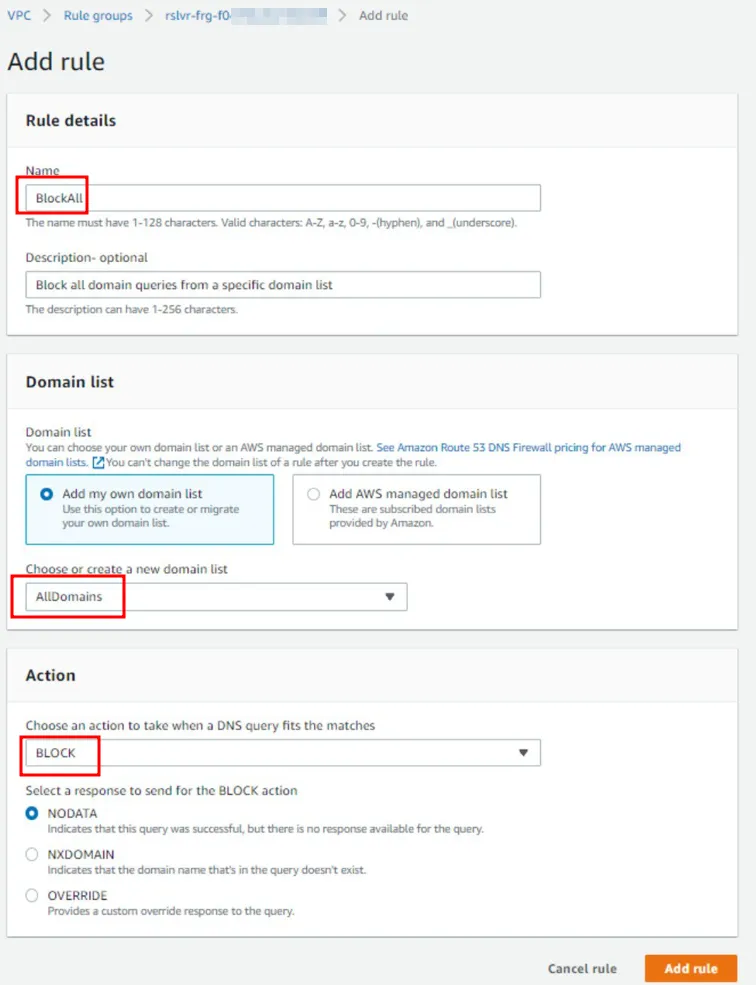 VPC > Rule groups > rslvr-frg-f0 > Add rule
Add rule
Rule details
Name
BlockAll
The name must have 1-128 characters. Valid characters: A-Z, a-z, 0-9, -(hyphen), and _(underscore).
Description- optional
Block all domain queries from a specific domain list
The description can have 1-256 characters.
Domain list
Domain list
You can choose your own domain list or an AWS managed domain list. See Amazon Route 53 DNS Firewall pricing for AWS managed
domain lists. You can't change the domain list of a rule after you create the rule.
Add my own domain list
Use this option to create or migrate
your own domain list.
Add AWS managed domain list
These are subscribed domain lists
provided by Amazon.
Choose or create a new domain list
AllDomains
Action
Choose an action to take when a DNS query fits the matches
BLOCK
Select a response to send for the BLOCK action
NODATA
Indicates that this query was successful, but there is no response available for the query.
NXDOMAIN
Indicates that the domain name that's in the query doesn't exist.
OVERRIDE
Provides a custom override response to the query.
Cancel rule
Add rule